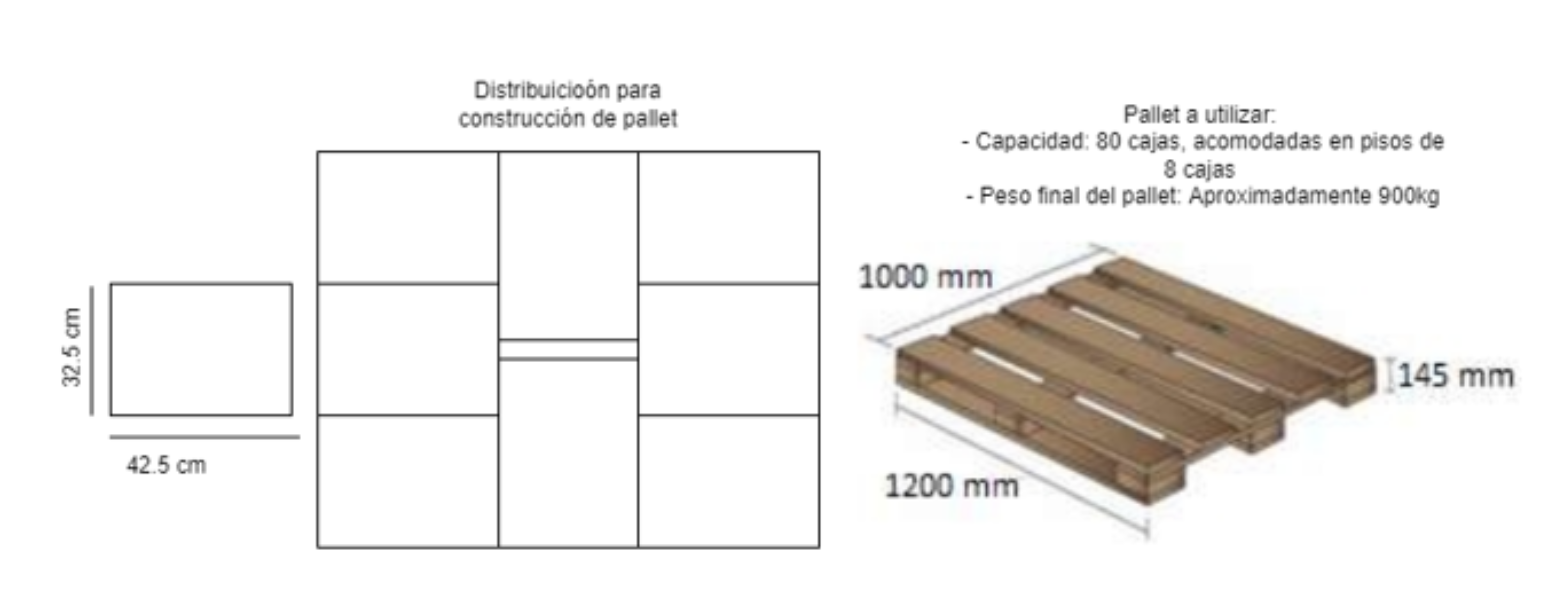 Distribuicioón para
construcción de pallet
32.5 cm
42.5 cm
Pallet a utilizar:
- Capacidad: 80 cajas, acomodadas en pisos de
8 cajas
- Peso final del pallet: Aproximadamente 900kg
1000 mm
145 mm
1200 mm